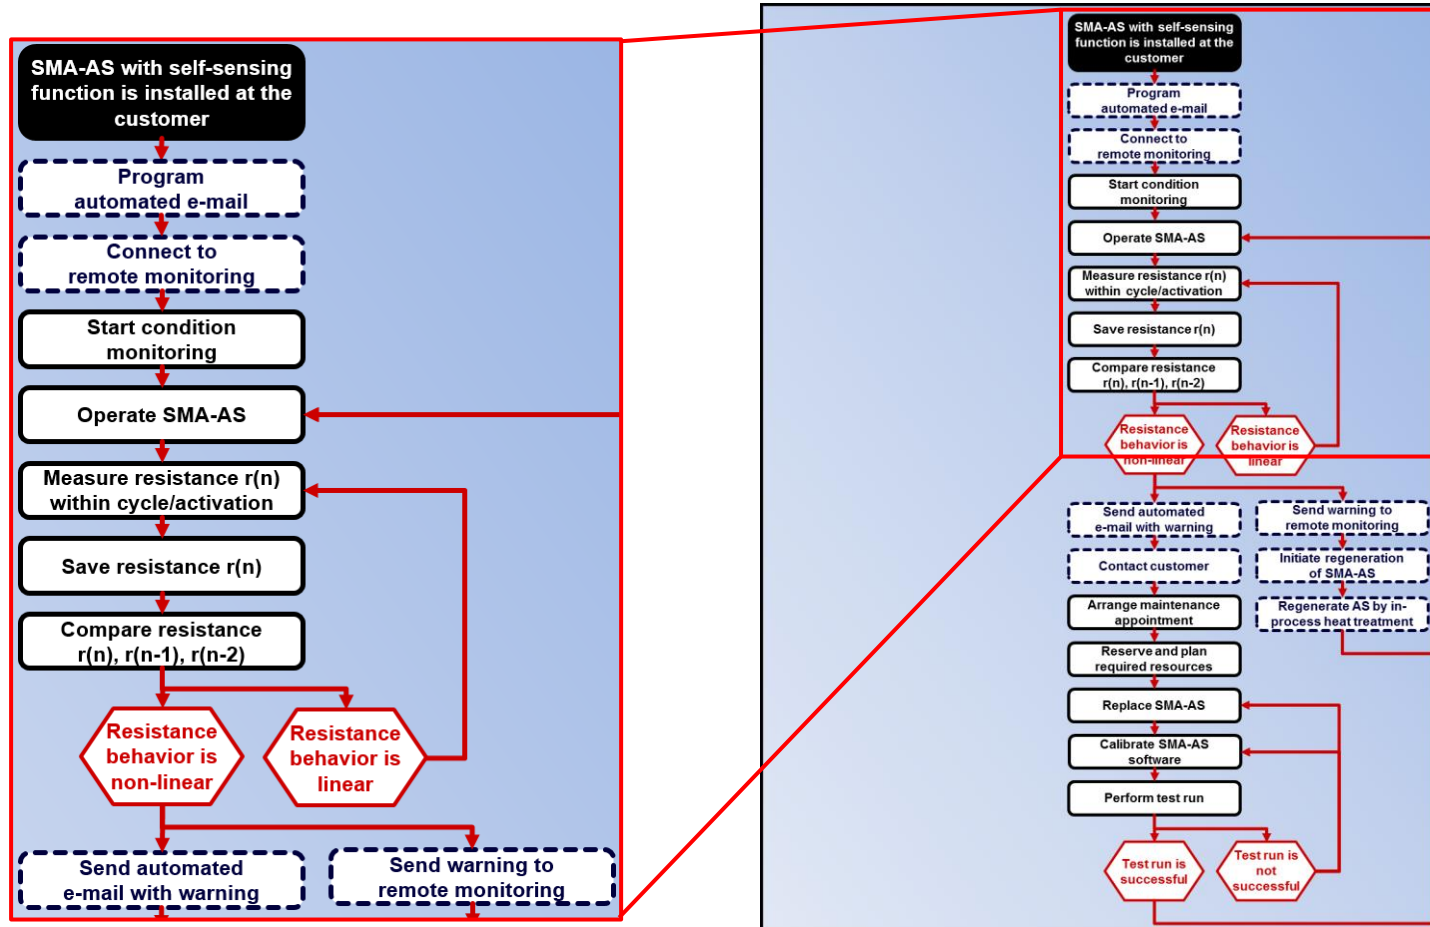 SMA-AS with self-sensing
function is installed at the
customer
Program
automated e-mail
Connect to
remote monitoring
Start condition
monitoring
Operate SMA-AS
Measure resistance r(n)
within cycle/activation
Save resistance r(n)
Compare resistance
r(n), r(n-1), r(n-2)
Resistance
behavior is
non-linear
Resistance
behavior is
linear
Send automated
e-mail with warning
Send warning to
remote monitoring
SMA-AS with self-sensing
function is installed at the
customer
Program
automated e-mail
Connect to
remote monitoring
Start condition
monitoring
Operate SMA-AS
Measure resistance r(n)
within cycle/activation
Save resistance r(n)
Compare resistance
r(n), r(n-1), r(n-2)
Resistance
behavior is
non-linear
Resistance
behavior is
linear
Send automated
e-mail with warning
Send warning to
remote monitoring
Contact customer
Initiate regeneration
of SMA-AS
Arrange maintenance
appointment
Regenerate AS by in-
process heat treatment
Reserve and plan
required resources
Replace SMA-AS
Calibrate SMA-AS
software
Perform test run
Test run is
successful
Test run is
not
successful